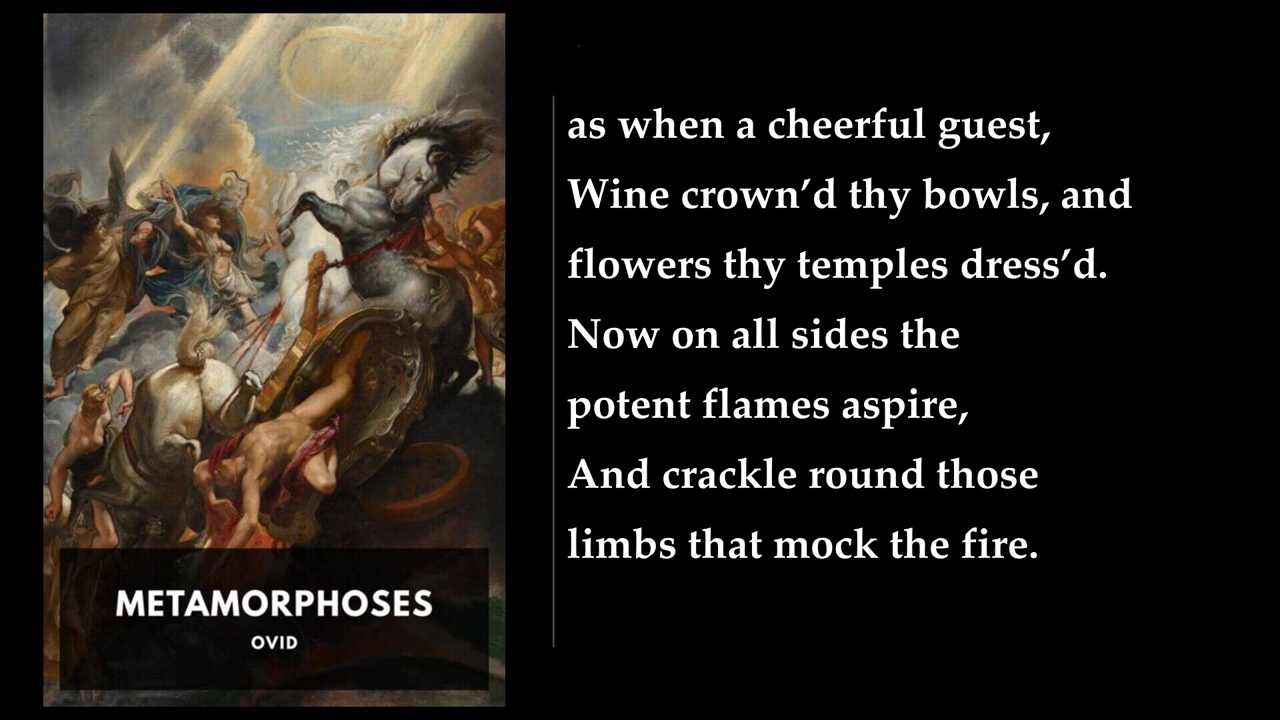 METAMORPHOSES
OVID
as when a cheerful guest,
Wine crown’d thy bowls, and
flowers thy temples dress’d.
Now on all sides the
potent flames aspire,
And crackle round those
limbs that mock the fire.